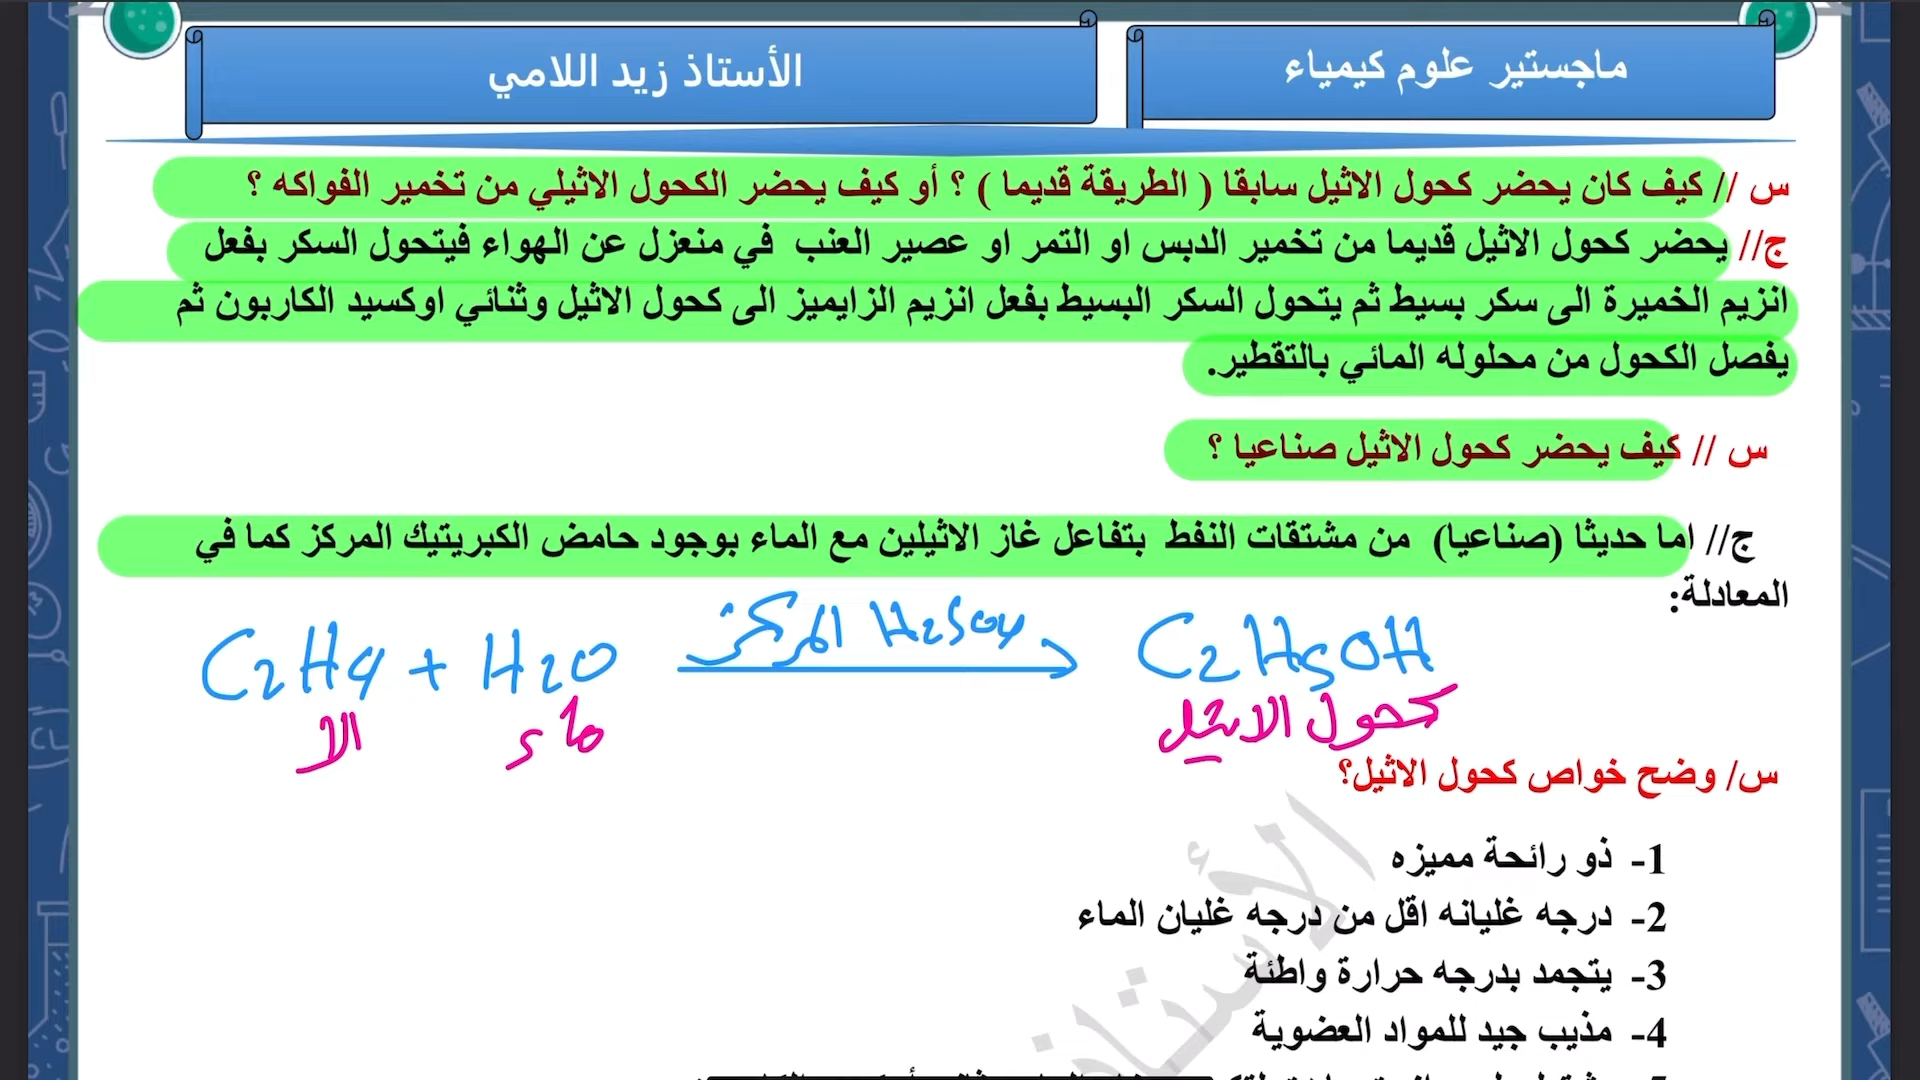 ماجستير علوم كيمياء
الأستاذ زيد اللامي
س // كيف كان يحضر كحول الاثيل سابقا ( الطريقة قديما ) ؟ أو كيف يحضر الكحول الاثيلي من تخمير الفواكه ؟
ج// يحضر كحول الاثيل قديما من تخمير الدبس او التمر او عصير العنب في منعزل عن الهواء فيتحول السكر بفعل
انزيم الخميرة الى سكر بسيط ثم يتحول السكر البسيط بفعل انزيم الزايميز الى كحول الاثيل وثنائي اوكسيد الكاربون ثم
يفصل الكحول من محلوله المائي بالتقطير.
س // كيف يحضر كحول الاثيل صناعيا ؟
ج// اما حديثا (صناعيا) من مشتقات النفط بتفاعل غاز الاثيلين مع الماء بوجود حامض الكبريتيك المركز كما في
المعادلة:
C2H4 + H2O المركز H2SO4 → C2H5OH
الا ماء كحول الاثيل
س/ وضح خواص كحول الاثيل؟
1- ذو رائحة مميزه
2- درجه غليانه اقل من درجه غليان الماء
3- يتجمد بدرجه حرارة واطئة
4- مذيب جيد للمواد العضوية
الأستاذ